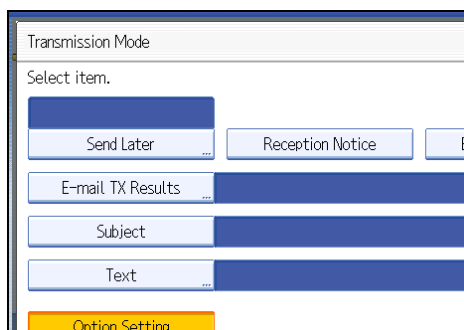 Transmission Mode
Select item.
Send Later ...
Reception Notice
E-mail TX Results ...
Subject
Text ...
Option Setting